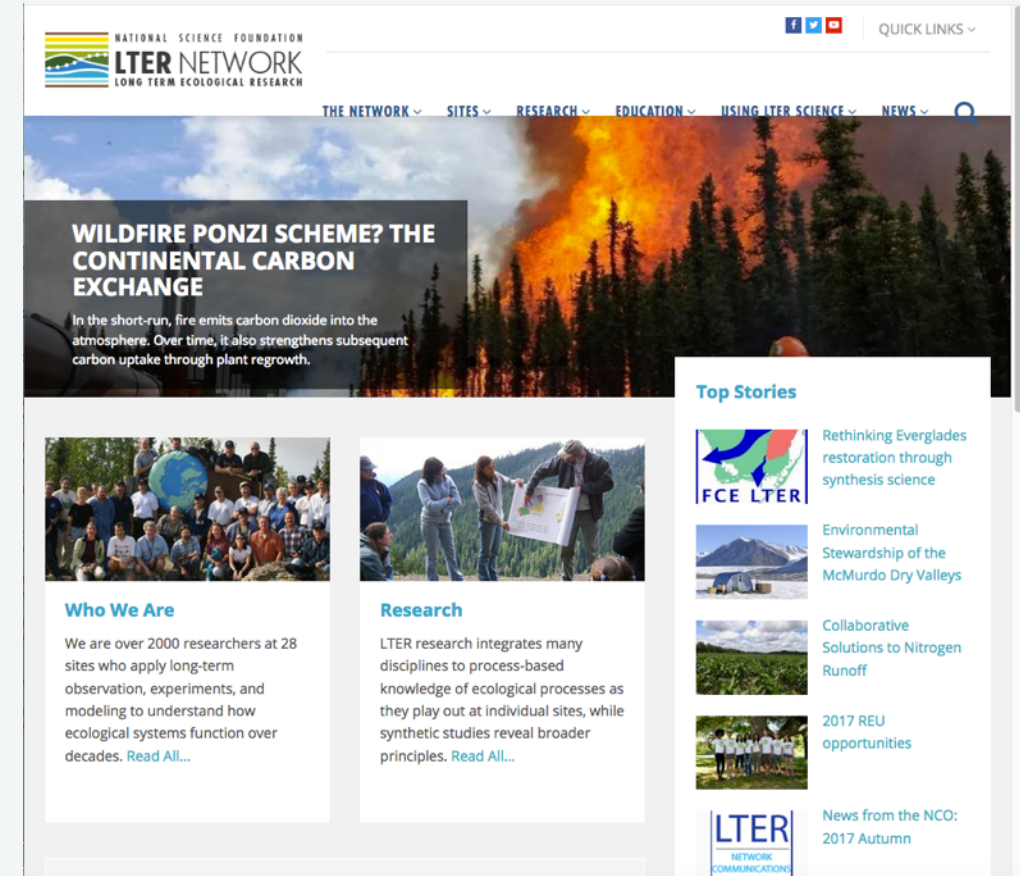 NATIONAL SCIENCE FOUNDATION
LTER NETWORK
LONG TERM ECOLOGICAL RESEARCH
f
QUICK LINKS
THE NETWORK
SITES
RESEARCH
EDUCATION
USING LTER SCIENCE
NEWS
WILDFIRE PONZI SCHEME? THE
CONTINENTAL CARBON
EXCHANGE
In the short-run, fire emits carbon dioxide into the
atmosphere. Over time, it also strengthens subsequent
carbon uptake through plant regrowth.
Who We Are
We are over 2000 researchers at 28
sites who apply long-term
observation, experiments, and
modeling to understand how
ecological systems function over
decades. Read All...
Research
LTER research integrates many
disciplines to process-based
knowledge of ecological processes as
they play out at individual sites, while
synthetic studies reveal broader
principles. Read All...
Top Stories
FCE LTER
Rethinking Everglades
restoration through
synthesis science
Environmental
Stewardship of the
McMurdo Dry Valleys
Collaborative
Solutions to Nitrogen
Runoff
2017 REU
opportunities
LTER
NETWORK
COMMUNICATIONS
News from the NCO:
2017 Autumn